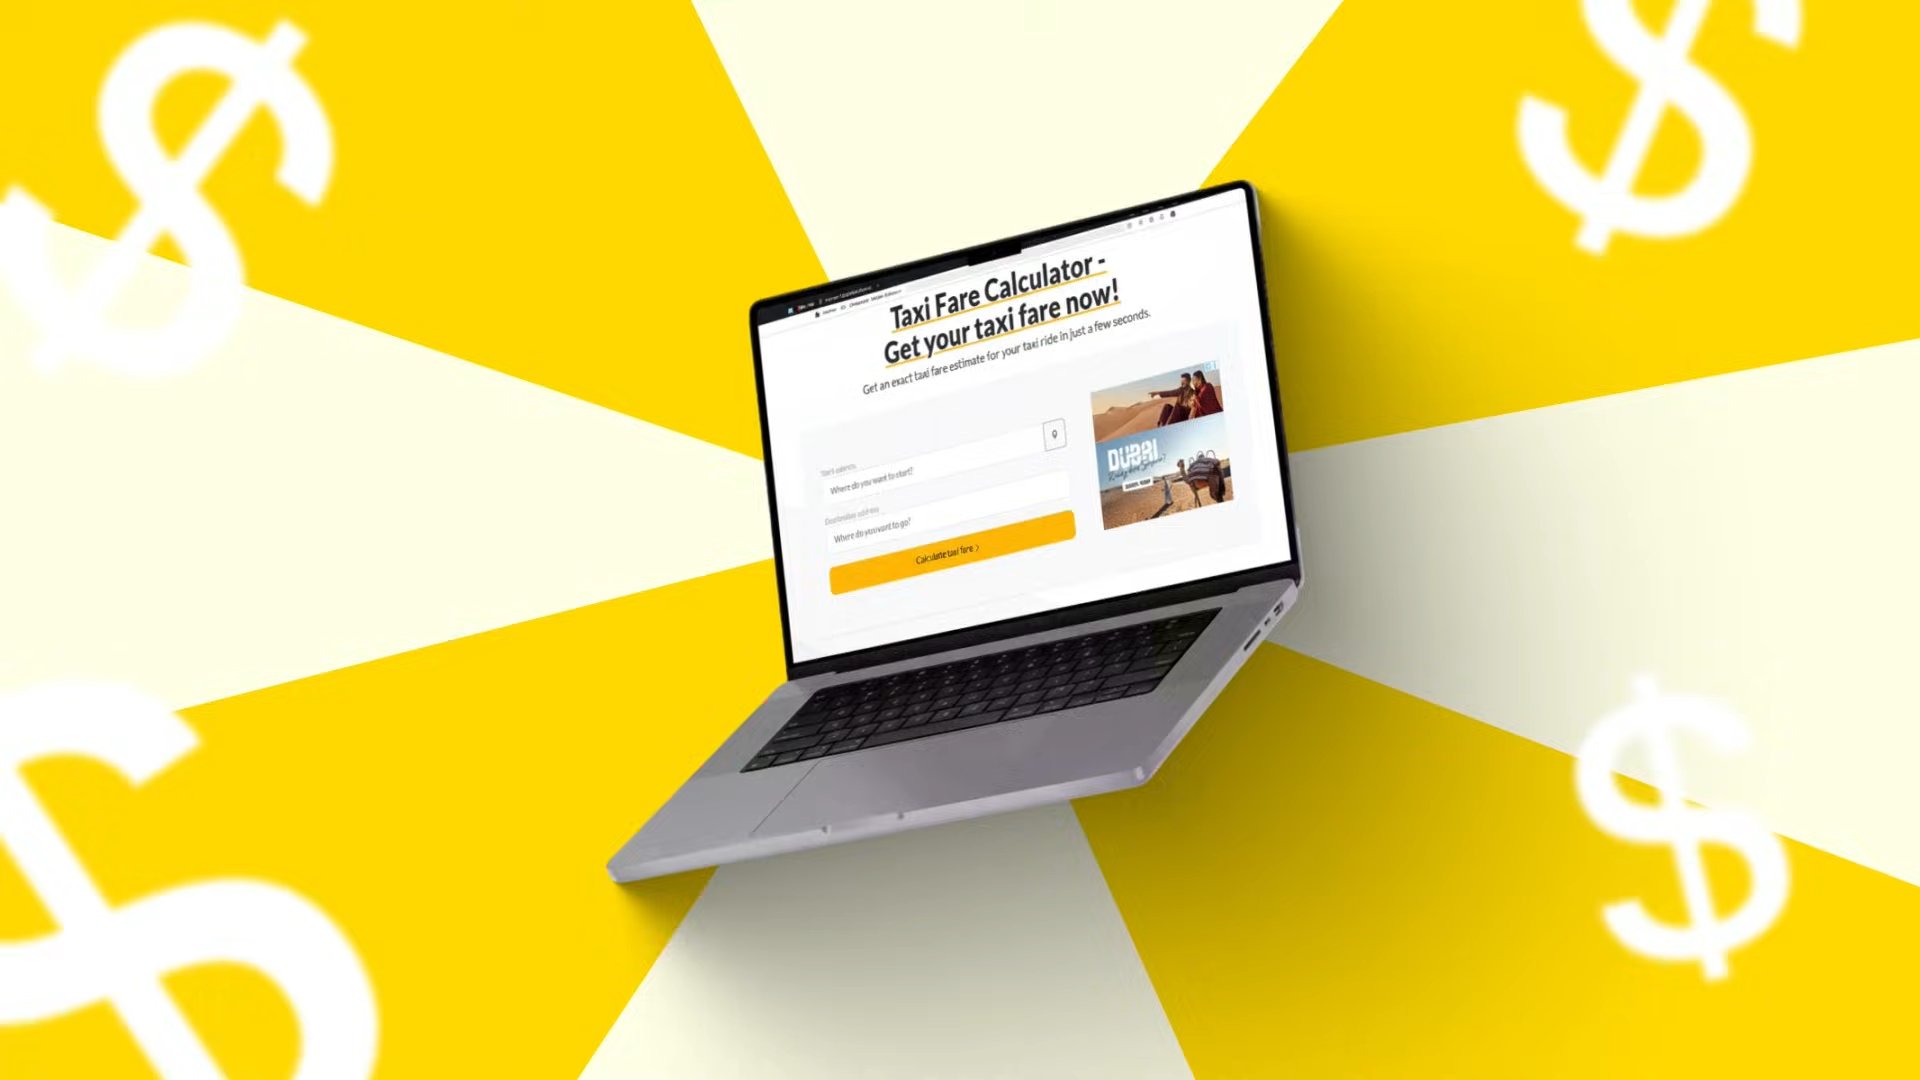 $
$
Taxi Fare Calculator -
Get your taxi fare now!
Get an exact taxi fare estimate for your taxi ride in just a few seconds.
Where do you want to start?
Destination address
Where do you want to go?
Calculate taxi fare >
DUBAI
$
$